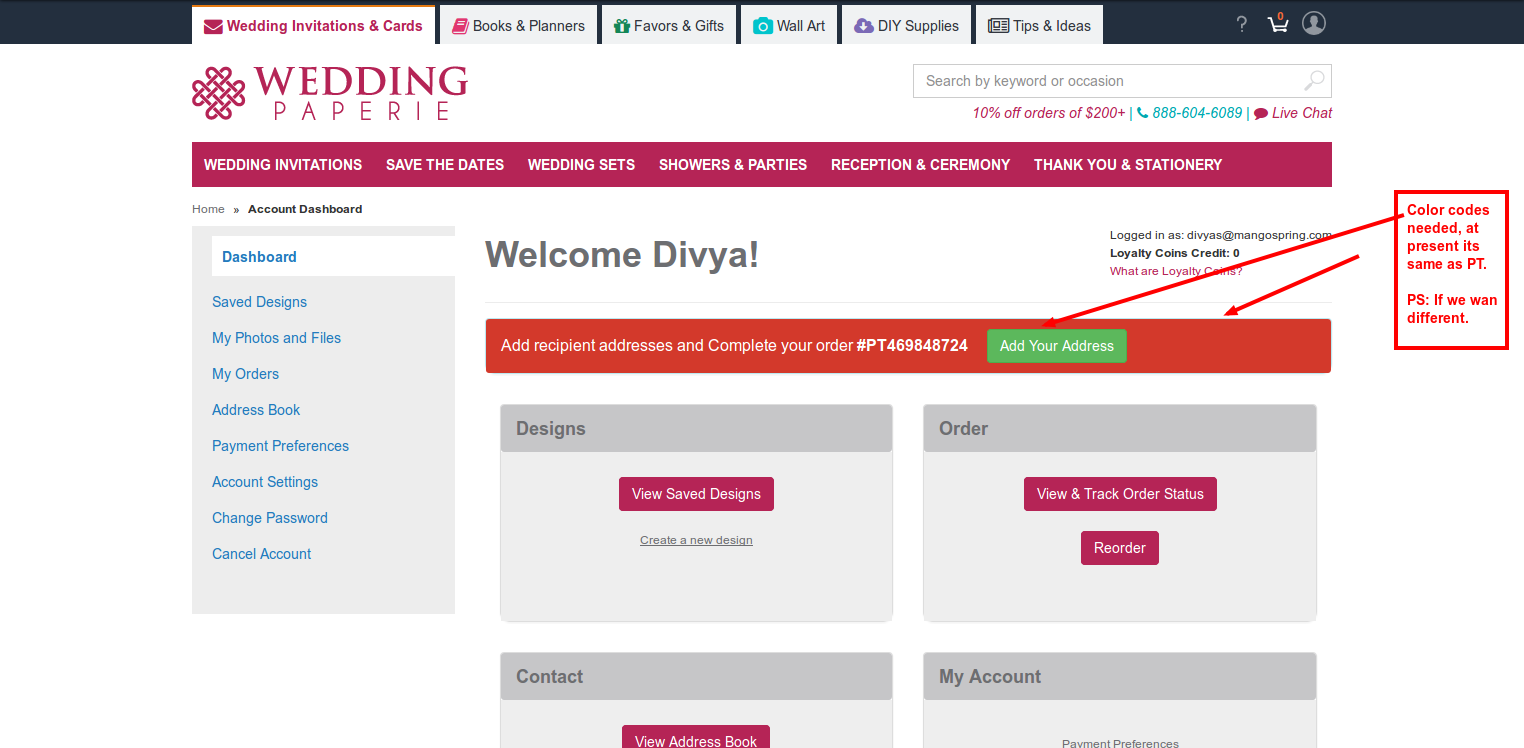 Wedding Invitations & Cards
Books & Planners
Favors & Gifts
Wall Art
DIY Supplies
Tips & Ideas
?
0
WEDDING
PAPERIE
Search by keyword or occasion
10% off orders of $200+ | 888-604-6089 | Live Chat
WEDDING INVITATIONS
SAVE THE DATES
WEDDING SETS
SHOWERS & PARTIES
RECEPTION & CEREMONY
THANK YOU & STATIONERY
Home » Account Dashboard
Dashboard
Saved Designs
My Photos and Files
My Orders
Address Book
Payment Preferences
Account Settings
Change Password
Cancel Account
Welcome Divya!
Logged in as: divyas@mangospring.com
Loyalty Coins Credit: 0
What are Loyalty Coins?
Color codes
needed, at
present its
same as PT.
PS: If we wan
different.
Add recipient addresses and Complete your order #PT469848724
Add Your Address
Designs
View Saved Designs
Create a new design
Order
View & Track Order Status
Reorder
Contact
View Address Book
My Account
Payment Preferences